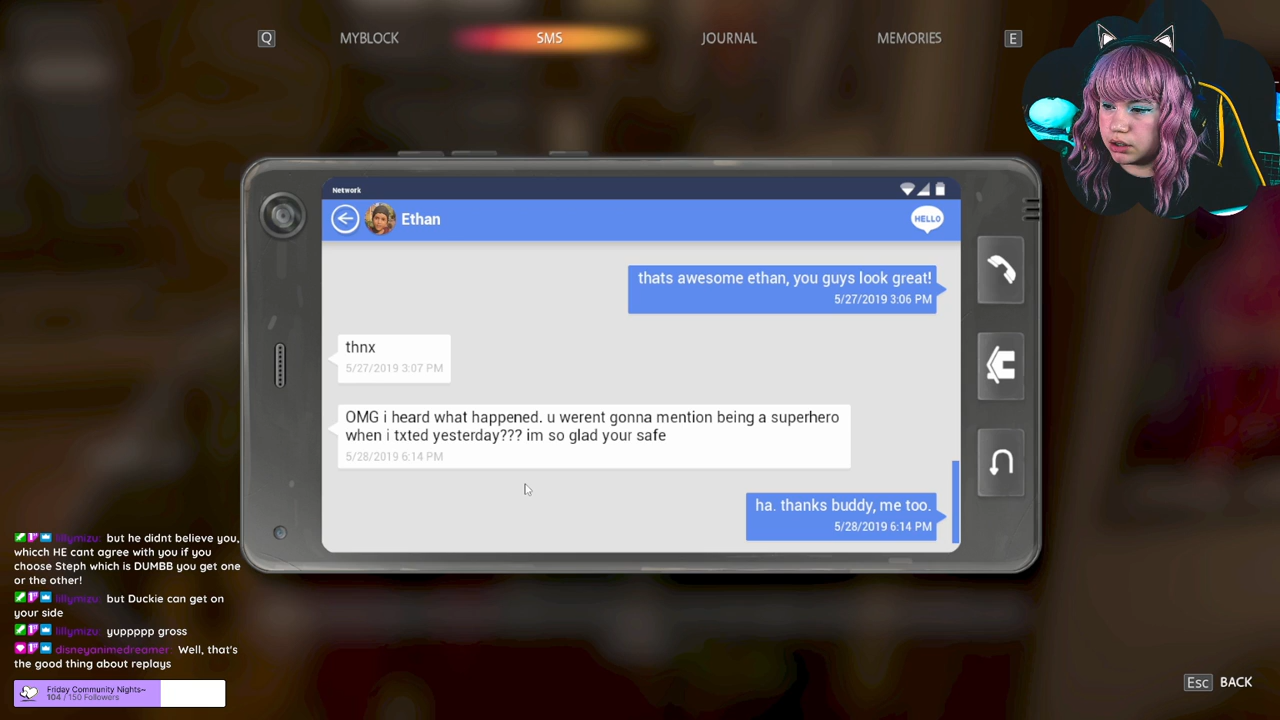 Q
MYBLOCK
SMS
JOURNAL
MEMORIES
E
Network
Ethan
HELLO
thats awesome ethan, you guys look great!
5/27/2019 3:06 PM
thnx
5/27/2019 3:07 PM
OMG i heard what happened. u werent gonna mention being a superhero
when i txted yesterday??? im so glad your safe
5/28/2019 6:14 PM
ha. thanks buddy, me too.
5/28/2019 6:14 PM
lillymizu: but he didnt believe you,
whicch HE cant agree with you if you
choose Steph which is DUMBB you get one
or the other!
lillymizu: but Duckie can get on
your side
lillymizu: yuppppp gross
disneyanimedreamer: Well, that's
the good thing about replays
Friday Community Nights~
104 / 150 Followers
Esc BACK